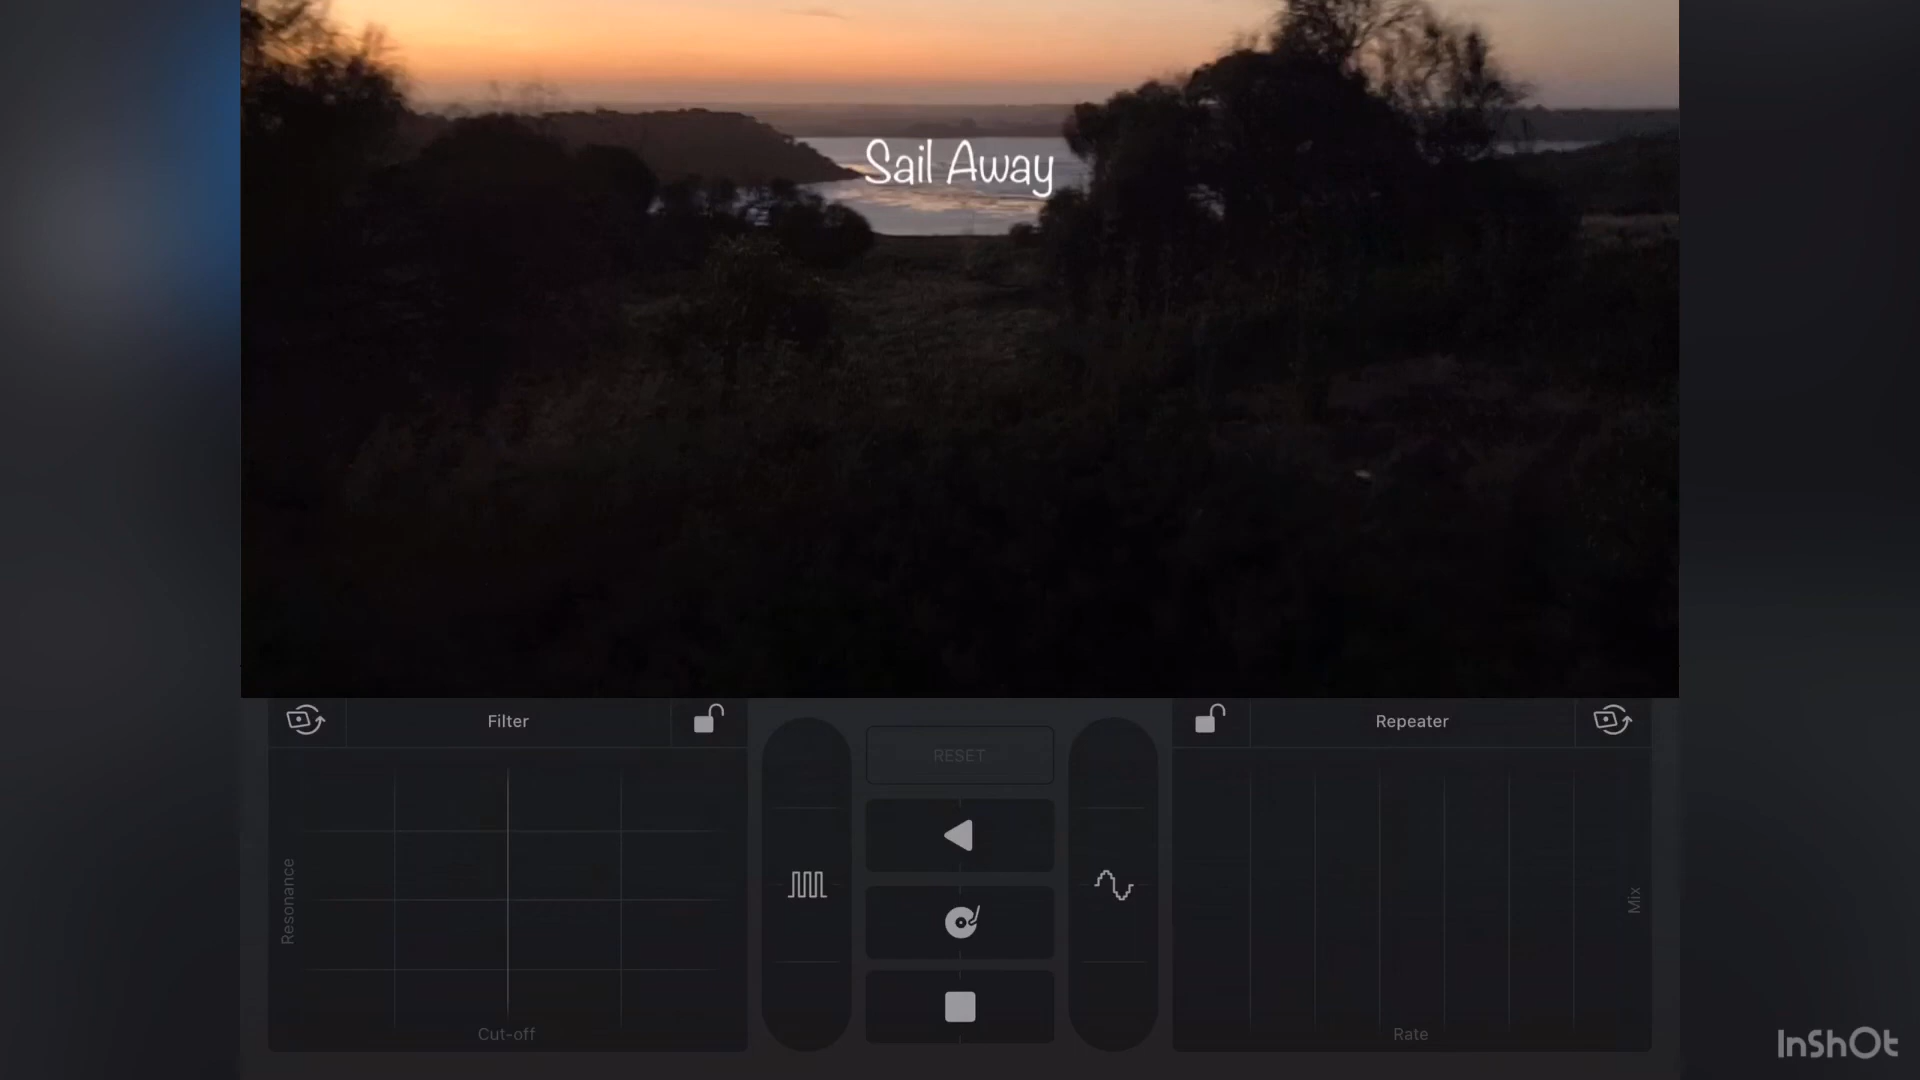 Sail Away
Filter
RESET
Repeater
Resonance
Mix
Cut-off
Rate
InShOt